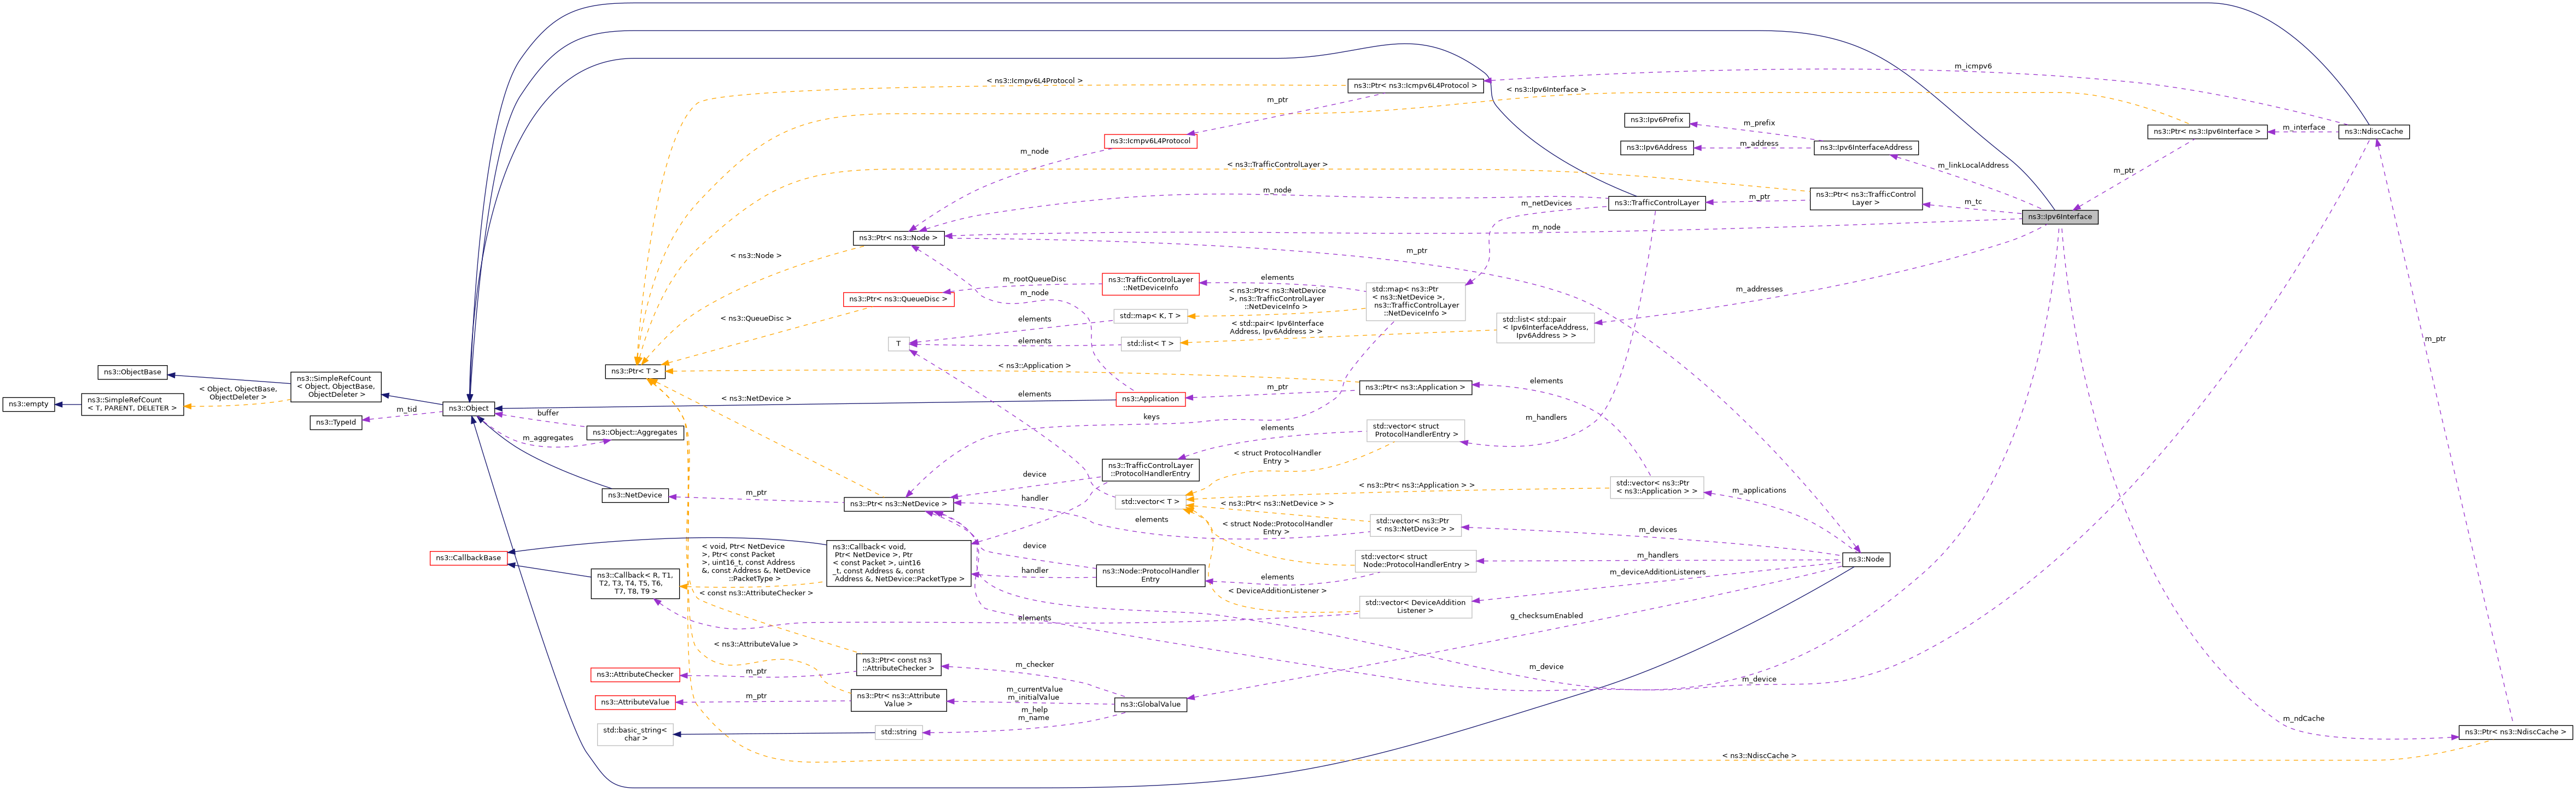 m_icmpv6
< ns3::Icmpv6L4Protocol >
ns3::Ptr< ns3::Icmpv6L4Protocol >
< ns3::Ipv6Interface >
m_ptr
ns3::Ipv6Prefix
m_prefix
ns3::Ptr< ns3::Ipv6Interface >
m_interface
ns3::NdiscCache
ns3::Icmpv6L4Protocol
ns3::Ipv6Address
m_address
ns3::Ipv6InterfaceAddress
m_node
< ns3::TrafficControlLayer >
m_linkLocalAddress
m_ptr
m_node
ns3::Ptr< ns3::TrafficControl
Layer >
m_ptr
m_netDevices
ns3::TrafficControlLayer
m_tc
ns3::Ipv6Interface
ns3::Ptr< ns3::Node >
m_node
< ns3::Node >
m_ptr
m_rootQueueDisc
ns3::TrafficControlLayer
::NetDeviceInfo
elements
std::map< ns3::Ptr
< ns3::NetDevice >,
ns3::TrafficControlLayer
::NetDeviceInfo >
m_addresses
ns3::Ptr< ns3::QueueDisc >
m_node
< ns3::Ptr< ns3::NetDevice
>, ns3::TrafficControlLayer
::NetDeviceInfo >
< ns3::QueueDisc >
elements
std::map< K, T >
< std::pair< Ipv6Interface
Address, Ipv6Address > >
std::list< std::pair
< Ipv6InterfaceAddress,
Ipv6Address > >
T
elements
std::list< T >
m_ptr
ns3::ObjectBase
ns3::Ptr< T >
< ns3::Application >
ns3::SimpleRefCount
< Object, ObjectBase,
ObjectDeleter >
< Object, ObjectBase,
ObjectDeleter >
elements
m_ptr
ns3::Ptr< ns3::Application >
elements
ns3::empty
ns3::SimpleRefCount
< T, PARENT, DELETER >
ns3::Object
< ns3::NetDevice >
ns3::Application
m_tid
ns3::TypeId
buffer
m_aggregates
ns3::Object::Aggregates
keys
elements
std::vector< struct
ProtocolHandlerEntry >
m_handlers
< struct ProtocolHandler
Entry >
device
ns3::TrafficControlLayer
::ProtocolHandlerEntry
ns3::NetDevice
m_ptr
ns3::Ptr< ns3::NetDevice >
handler
std::vector< T >
< ns3::Ptr< ns3::Application > >
std::vector< ns3::Ptr
< ns3::Application > >
m_applications
< ns3::Ptr< ns3::NetDevice > >
elements
< struct Node::ProtocolHandler
Entry >
std::vector< ns3::Ptr
< ns3::NetDevice > >
m_devices
ns3::CallbackBase
< void, Ptr< NetDevice
>, Ptr< const Packet
>, uint16_t, const Address
&, const Address &, NetDevice
::PacketType >
ns3::Callback< void,
Ptr< NetDevice >, Ptr
< const Packet >, uint16
_t, const Address &, const
Address &, NetDevice::PacketType >
device
handler
ns3::Node::ProtocolHandler
Entry
elements
std::vector< struct
Node::ProtocolHandlerEntry >
m_handlers
ns3::Node
m_deviceAdditionListeners
ns3::Callback< R, T1,
T2, T3, T4, T5, T6,
T7, T8, T9 >
< const ns3::AttributeChecker >
< DeviceAdditionListener >
std::vector< DeviceAddition
Listener >
elements
g_checksumEnabled
< ns3::AttributeValue >
ns3::Ptr< const ns3
::AttributeChecker >
m_checker
m_device
ns3::AttributeChecker
m_ptr
m_device
ns3::AttributeValue
m_ptr
ns3::Ptr< ns3::Attribute
Value >
m_currentValue
m_initialValue
m_help
m_name
ns3::GlobalValue
m_ndCache
std::basic_string<
char >
std::string
ns3::Ptr< ns3::NdiscCache >
< ns3::NdiscCache >